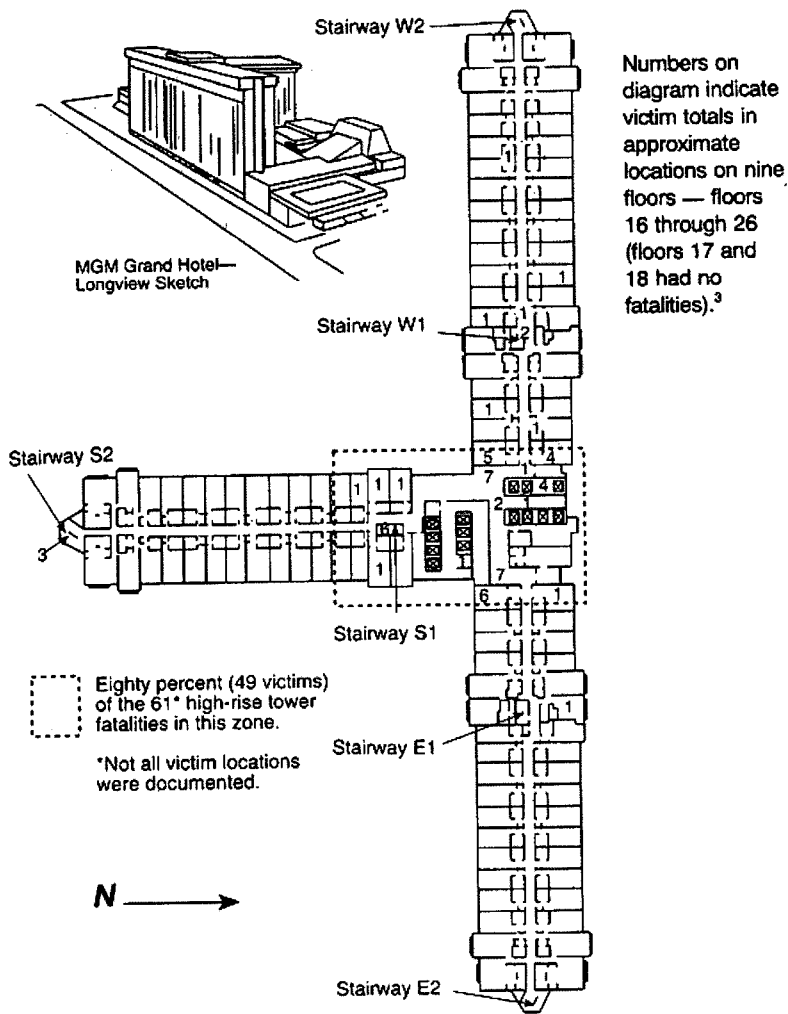 Stairway W2
Numbers on
diagram indicate
victim totals in
approximate
locations on nine
floors — floors
16 through 26
(floors 17 and
18 had no
fatalities).3
MGM Grand Hotel—
Longview Sketch
1
1
Stairway W1
1
1
2
1
1
5
4
Stairway S2
7
1
1
1
4
2
1
6
3
1
1
7
6
1
Stairway S1
Eighty percent (49 victims)
of the 61* high-rise tower
fatalities in this zone.
1
Stairway E1
*Not all victim locations
were documented.
N
Stairway E2